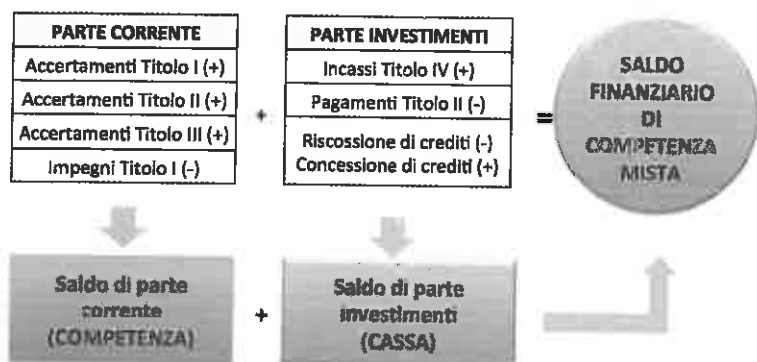 PARTE CORRENTE
Accertamenti Titolo I (+)
Accertamenti Titolo II (+)
Accertamenti Titolo III (+)
Impegni Titolo I (-)
+
PARTE INVESTIMENTI
Incassi Titolo IV (+)
Pagamenti Titolo II (-)
Riscossione di crediti (-)
Concessione di crediti (+)
=
SALDO
FINANZIARIO
DI
COMPETENZA
MISTA
Saldo di parte
corrente
(COMPETENZA)
+
Saldo di parte
investimenti
(CASSA)